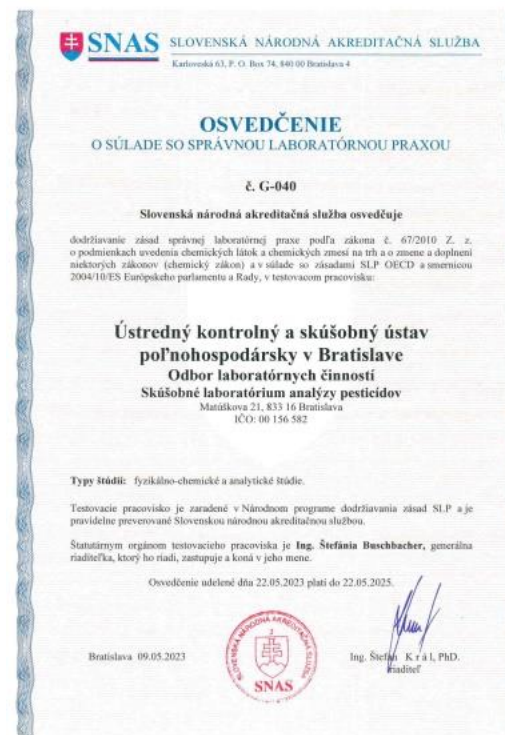 SNAS SLOVENSKÁ NÁRODNÁ AKREDITAČNÁ SLUŽBA
Karloveská 63, P. O. Box 74, 840 00 Bratislava 4
OSVEDČENIE
O SÚLADE SO SPRÁVNOU LABORATÓRNOU PRAXOU
č. G-040
Slovenská národná akreditačná služba osvedčuje
dodržiavanie zásad správnej laboratórnej praxe podľa zákona č. 67/2010 Z. z.
o podmienkach uvedenia chemických látok a chemických zmesí na trh a o zmene a doplnení
niektorých zákonov (chemický zákon) a v súlade so zásadami SLP OECD a smernicou
2004/10/ES Európskeho parlamentu a Rady, v testovacom pracovisku:
Ústredný kontrolný a skúšobný ústav
poľnohospodársky v Bratislave
Odbor laboratórnych činností
Skúšobné laboratórium analýzy pesticídov
Matúškova 21, 833 16 Bratislava
IČO: 00 156 582
Typy štúdií: fyzikálno-chemické a analytické štúdie.
Testovacie pracovisko je zaradené v Národnom programe dodržiavania zásad SLP a je
pravidelne preverované Slovenskou národnou akreditačnou službou.
Štatutárnym orgánom testovacieho pracoviska je Ing. Štefánia Buschbacher, generálna
riaditeľka, ktorý ho riadi, zastupuje a koná v jeho mene.
Osvedčenie udelené dňa 22.05.2023 platí do 22.05.2025.
SLOVENSKÁ NÁRODNÁ AKREDITAČNÁ SLUŽBA
2
SNAS
Bratislava 09.05.2023
Ing. Štefan K r á l, PhD.
riaditeľ